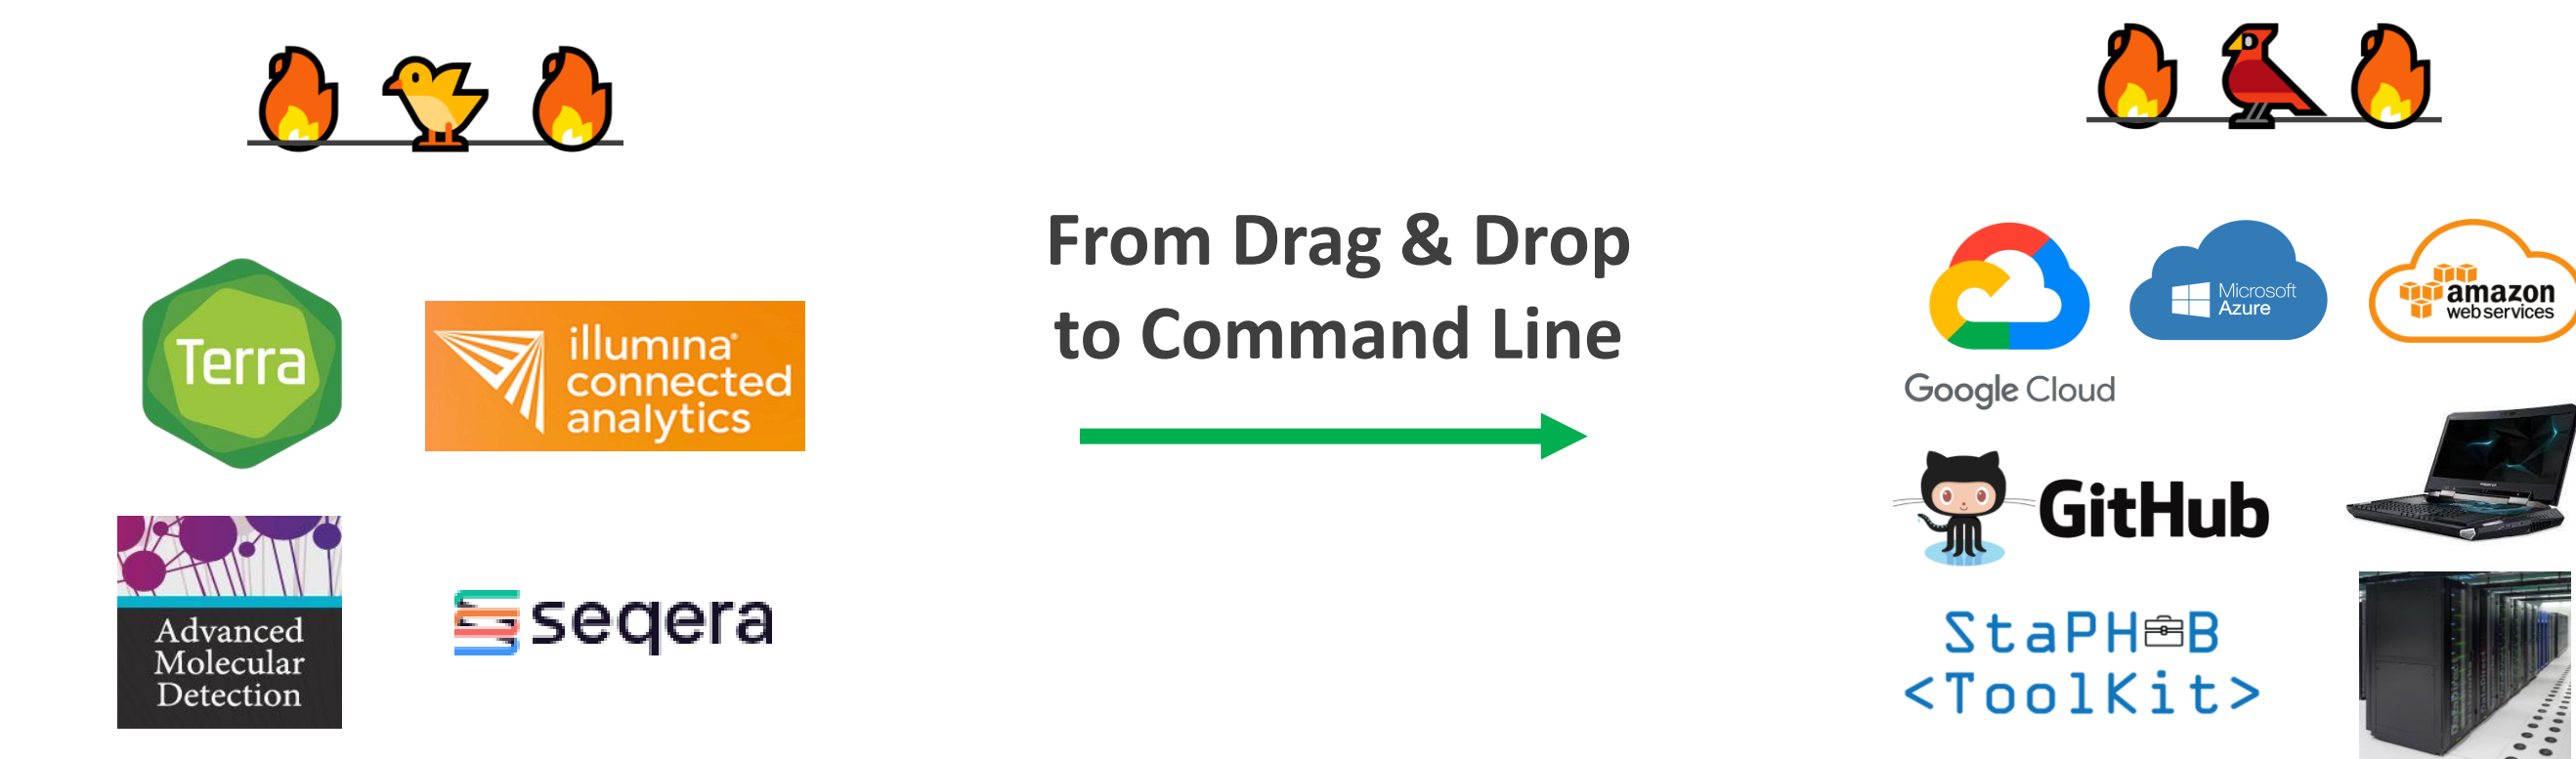 From Drag & Drop
to Command Line
Terra
illumina®
connected
analytics
Advanced
Molecular
Detection
seqera
Google Cloud
Microsoft
Azure
amazon
web services
GitHub
StaPHB
<ToolKit>